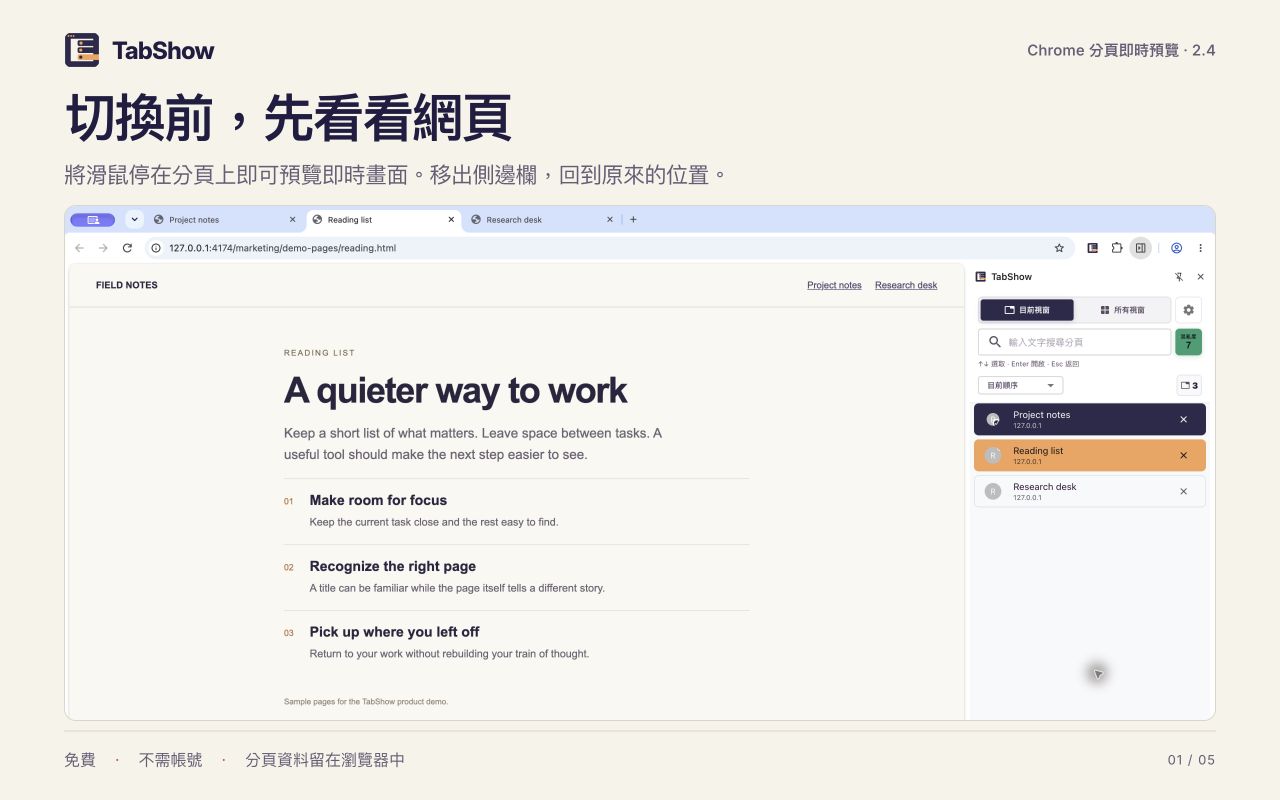 TabShow
Chrome 分頁即時預覽 · 2.4
切換前，先看看網頁
將滑鼠停在分頁上即可預覽即時畫面。移出側邊欄，回到原來的位置。
Project notes
Reading list
Research desk
127.0.0.1:4174/marketing/demo-pages/reading.html
FIELD NOTES
Project notes
Research desk
READING LIST
A quieter way to work
Keep a short list of what matters. Leave space between tasks. A
useful tool should make the next step easier to see.
01 Make room for focus
Keep the current task close and the rest easy to find.
02 Recognize the right page
A title can be familiar while the page itself tells a different story.
03 Pick up where you left off
Return to your work without rebuilding your train of thought.
Sample pages for the TabShow product demo.
TabShow
目前視窗
所有視窗
輸入文字搜尋分頁
7
↑↓ 選取 · Enter 開啟 · Esc 返回
目前順序
3
Project notes
127.0.0.1
R
Reading list
127.0.0.1
R
Research desk
127.0.0.1
免費 · 不需帳號 · 分頁資料留在瀏覽器中
01 / 05